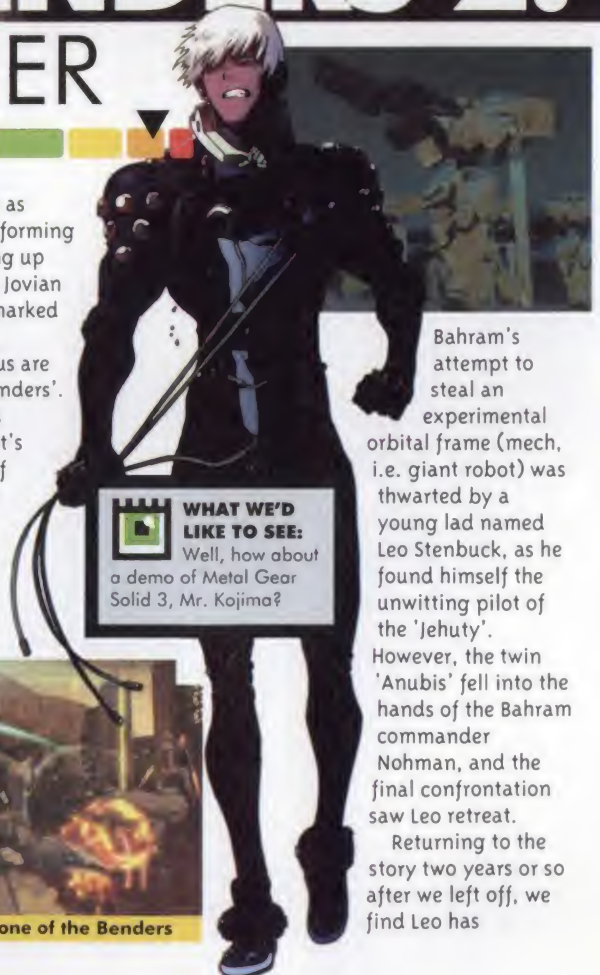 ENDERS 2:
ER
as
forming
g up
Jovian
narked
us are
nders'.
t's
f
WHAT WE'D
LIKE TO SEE:
Well, how about
a demo of Metal Gear
Solid 3, Mr. Kojima?
one of the Benders
Bahram's
attempt to
steal an
experimental
orbital frame (mech,
i.e. giant robot) was
thwarted by a
young lad named
Leo Stenbuck, as he
found himself the
unwitting pilot of
the 'Jehuty'.
However, the twin
'Anubis' fell into the
hands of the Bahram
commander
Nohman, and the
final confrontation
saw Leo retreat.
Returning to the
story two years or so
after we left off, we
find Leo has